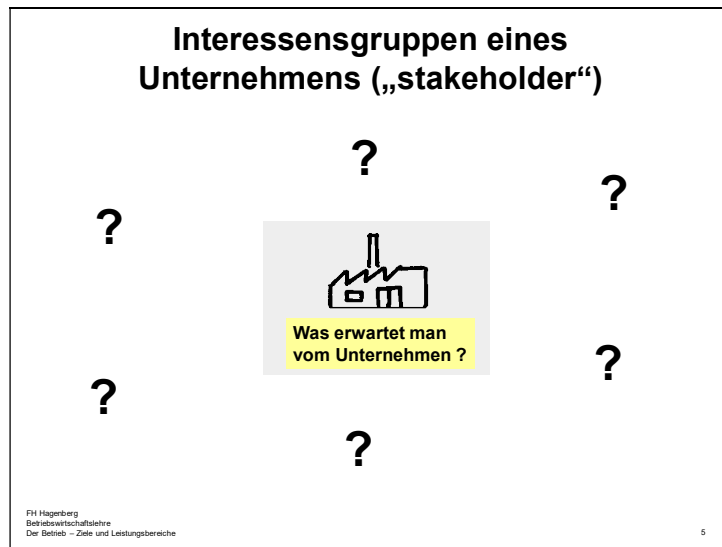 Interessensgruppen eines
Unternehmens („stakeholder“)
?
?
?
Was erwartet man
vom Unternehmen ?
?
?
?
FH Hagenberg
Betriebswirtschaftslehre
Der Betrieb – Ziele und Leistungsbereiche
5